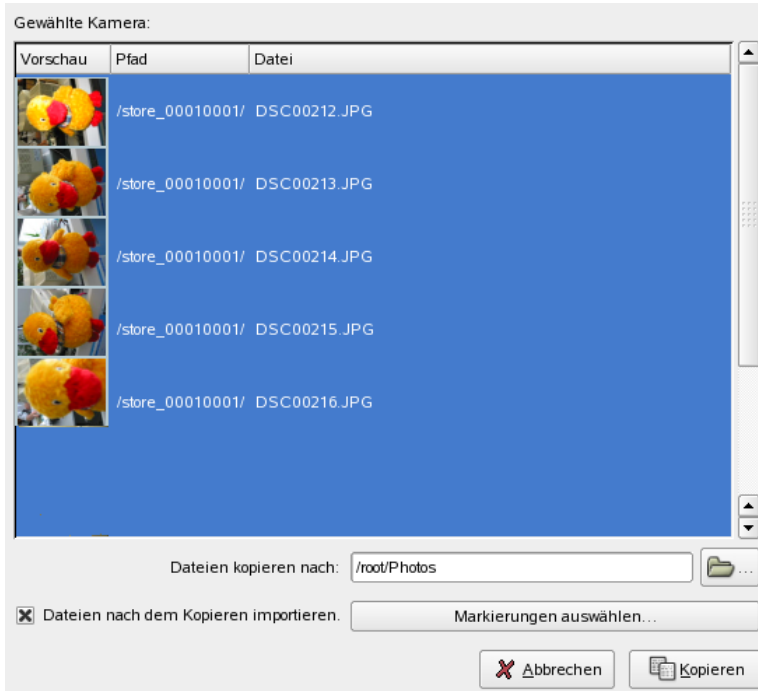 Gewählte Kamera:
Vorschau Pfad Datei
/store_00010001/ DSC00212.JPG
/store_00010001/ DSC00213.JPG
/store_00010001/ DSC00214.JPG
/store_00010001/ DSC00215.JPG
/store_00010001/ DSC00216.JPG
Dateien kopieren nach: /root/Photos ...
Dateien nach dem Kopieren importieren. Markierungen auswählen...
Abbrechen Kopieren